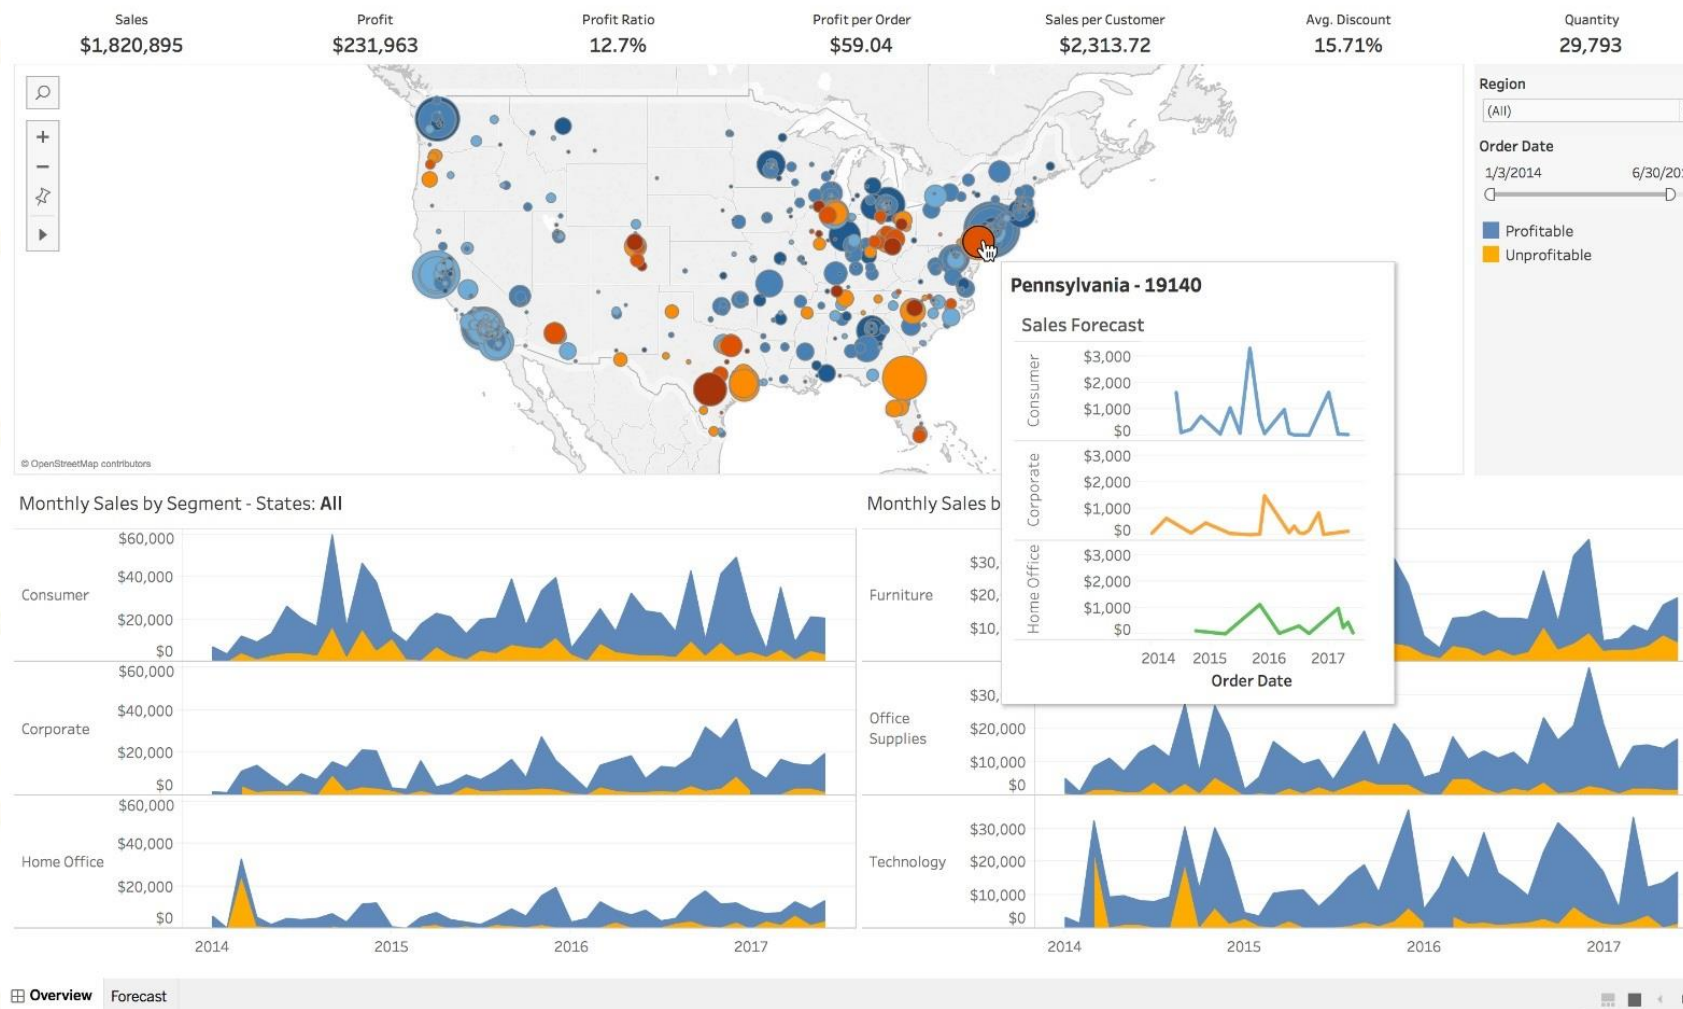 Sales
$1,820,895
Profit
$231,963
Profit Ratio
12.7%
Profit per Order
$59.04
Sales per Customer
$2,313.72
Avg. Discount
15.71%
Quantity
29,793
Region
(All)
Order Date
1/3/2014
6/30/20
Profitable
Unprofitable
© OpenStreetMap contributors
Pennsylvania - 19140
Sales Forecast
Consumer
$3,000
$2,000
$1,000
$0
Corporate
$3,000
$2,000
$1,000
$0
Home Office
$3,000
$2,000
$1,000
$0
2014
2015
2016
2017
Order Date
Monthly Sales by Segment - States: All
Consumer
$60,000
$40,000
$20,000
$0
Corporate
$60,000
$40,000
$20,000
$0
Home Office
$60,000
$40,000
$20,000
$0
2014
2015
2016
2017
Monthly Sales b
Furniture
$30,
$20,
$10,
Office
Supplies
$30,
$20,000
$10,000
$0
Technology
$30,000
$20,000
$10,000
$0
2014
2015
2016
2017
Overview
Forecast